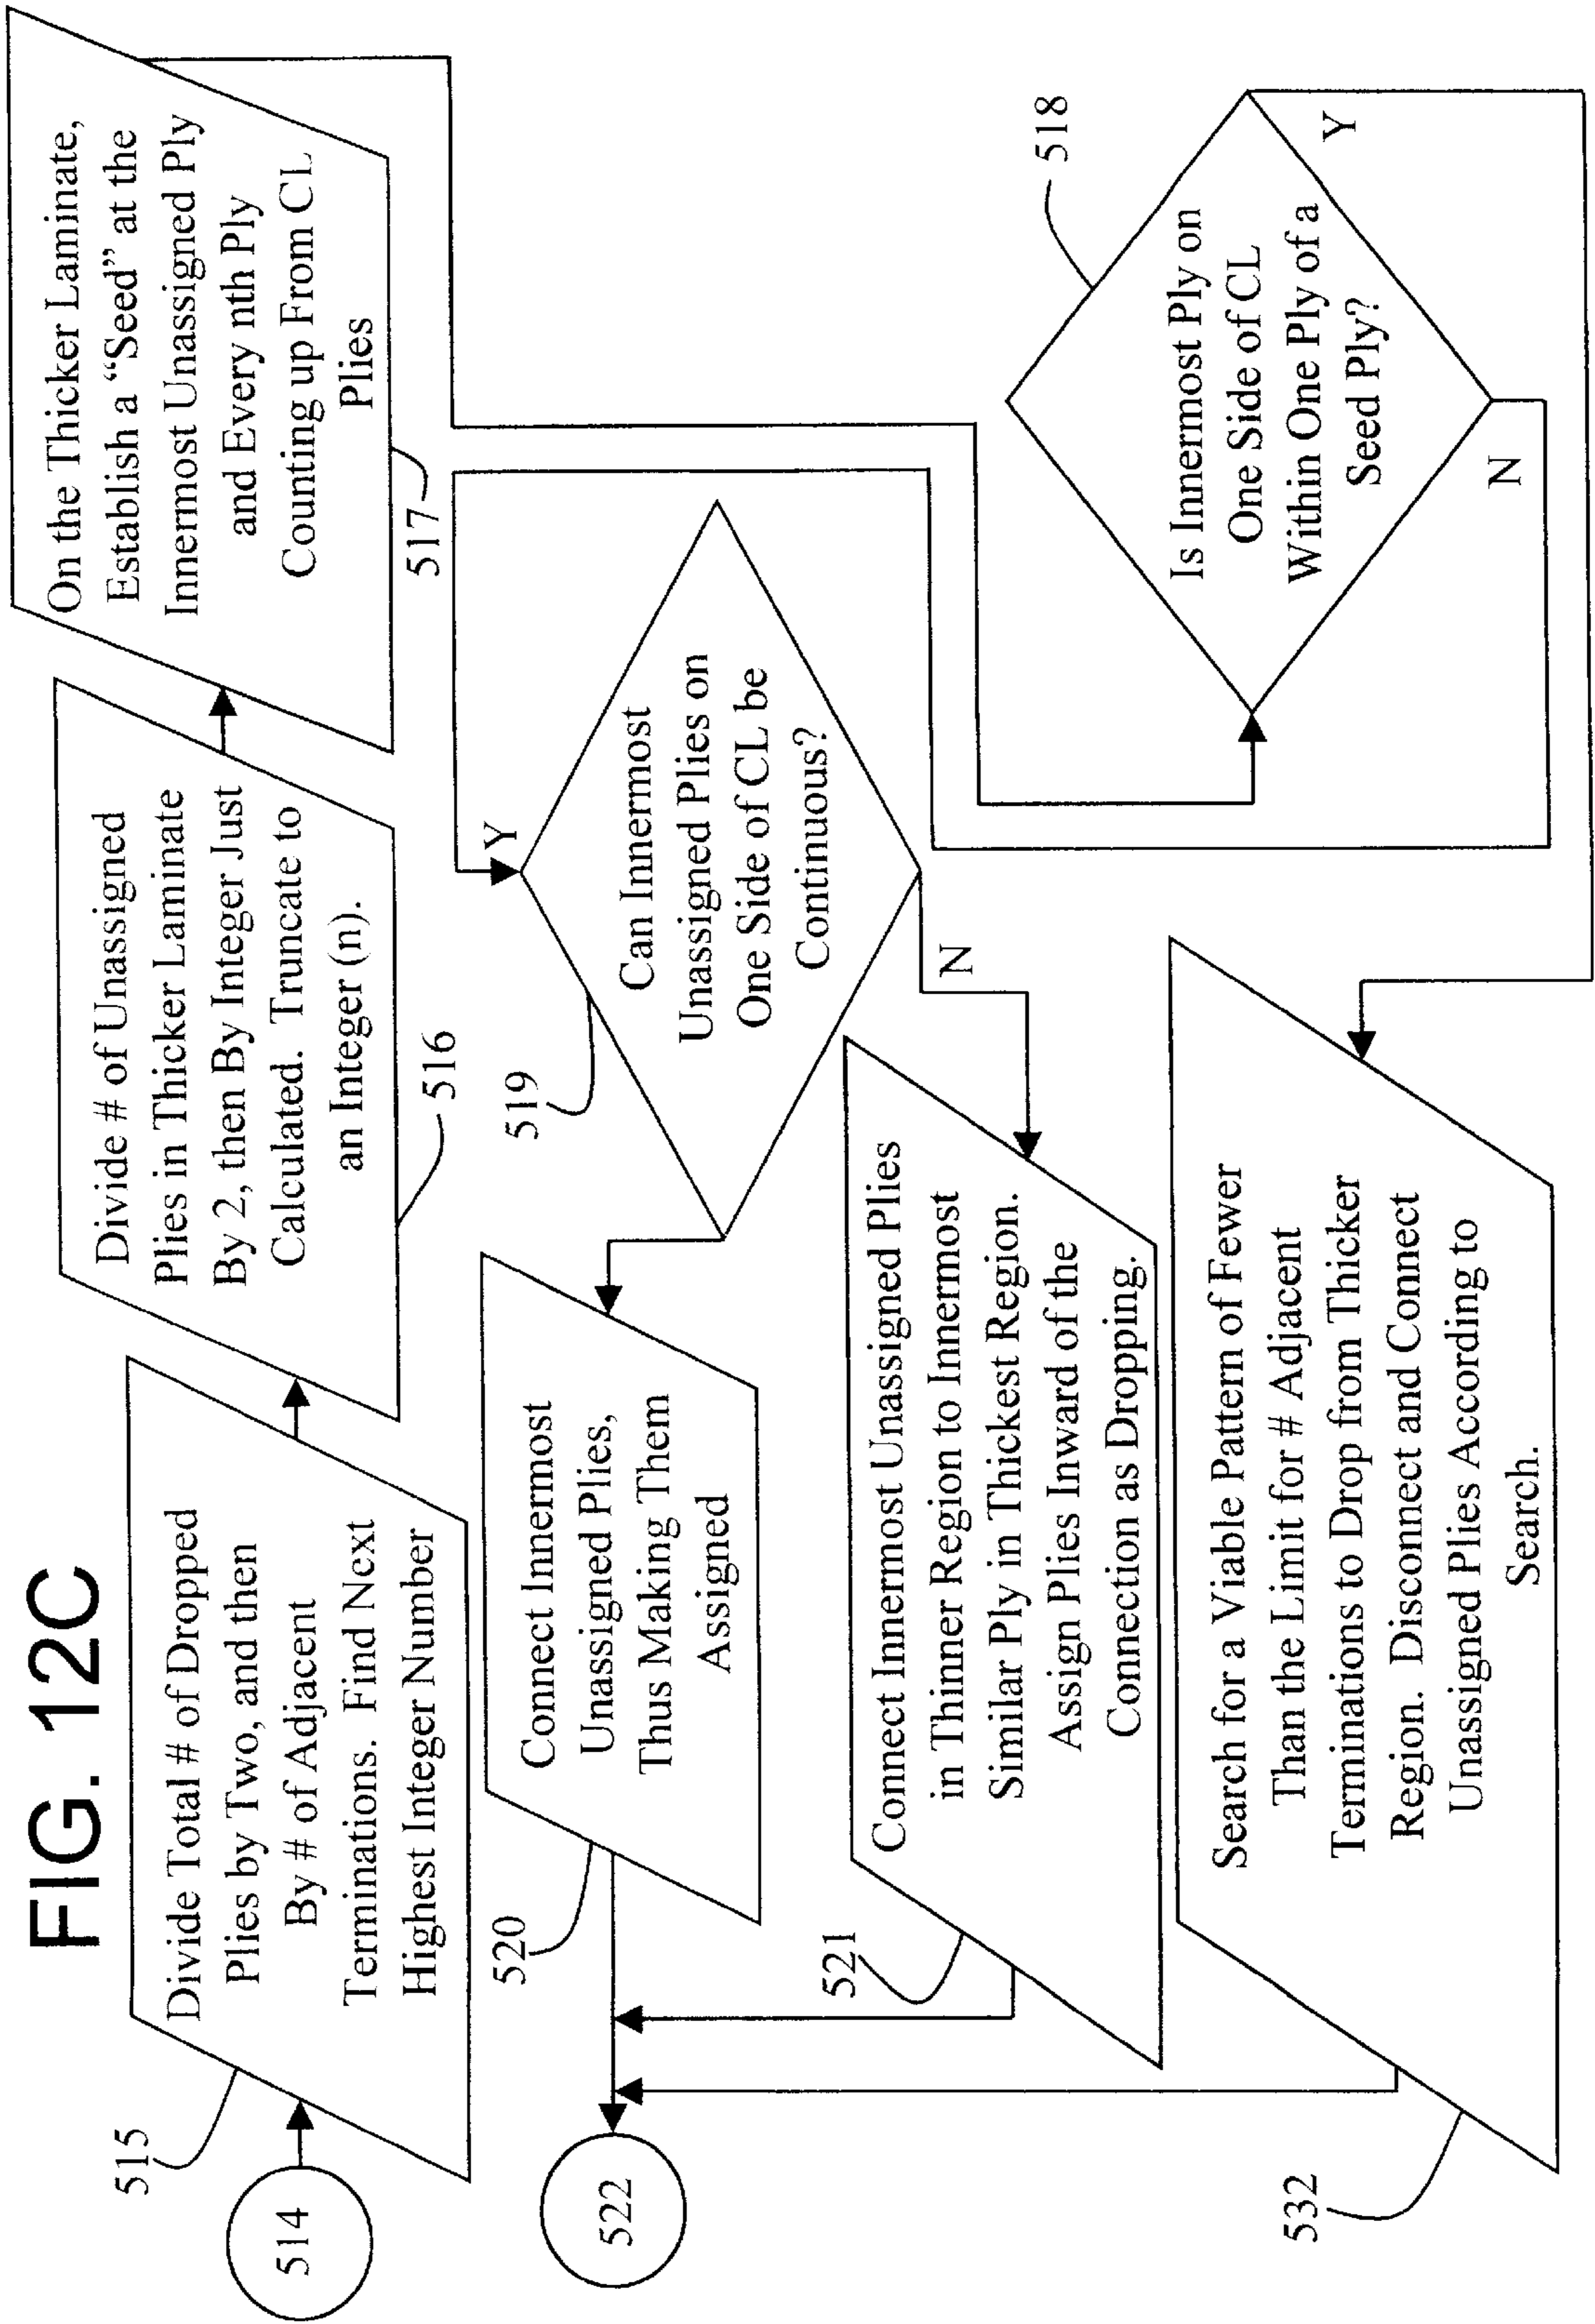 FIG. 12C
514
515
Divide Total # of Dropped
Plies by Two, and then
By # of Adjacent
Terminations. Find Next
Highest Integer Number
Divide # of Unassigned
Plies in Thicker Laminate
By 2, then By Integer Just
Calculated. Truncate to
an Integer (n).
516
On the Thicker Laminate,
Establish a “Seed” at the
Innermost Unassigned Ply
and Every nth Ply
Counting up From CL
Plies
517
522
520
Connect Innermost
Unassigned Plies,
Thus Making Them
Assigned
519
Y
Can Innermost
Unassigned Plies on
One Side of CL be
Continuous?
N
521
Connect Innermost Unassigned Plies
in Thinner Region to Innermost
Similar Ply in Thickest Region.
Assign Plies Inward of the
Connection as Dropping.
518
Is Innermost Ply on
One Side of CL
Within One Ply of a
Seed Ply?
Y
N
532
Search for a Viable Pattern of Fewer
Than the Limit for # Adjacent
Terminations to Drop from Thicker
Region. Disconnect and Connect
Unassigned Plies According to
Search.